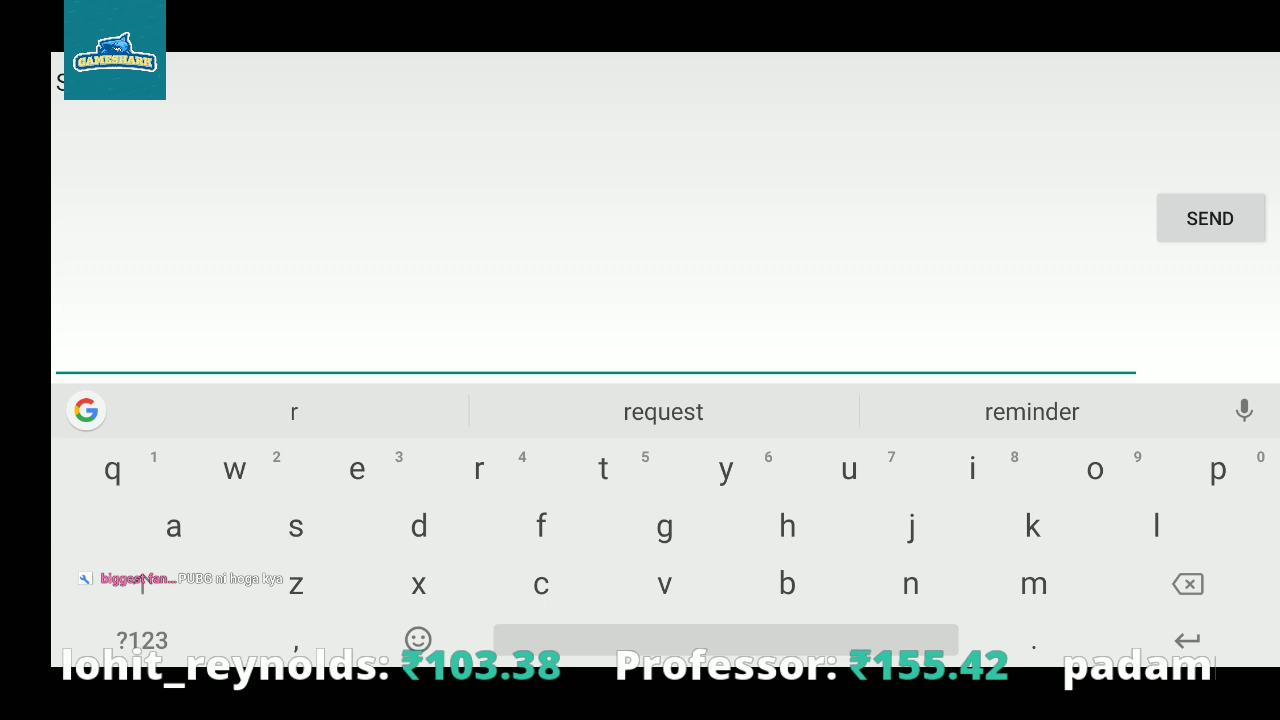 GAMESHARK
S
SEND
r request reminder
q 1 w 2 e 3 r 4 t 5 y 6 u 7 i 8 o 9 p 0
a s d f g h j k l
biggest fan... PUBG ni hoga kya z x c v b n m
?123 , .
lohit_reynolds: ₹103.38 Professor: ₹155.42 padam